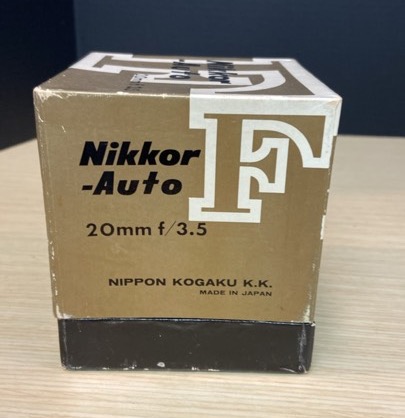 Nikkor
-Auto
F
20mm f/3.5
NIPPON KOGAKU K.K.
MADE IN JAPAN